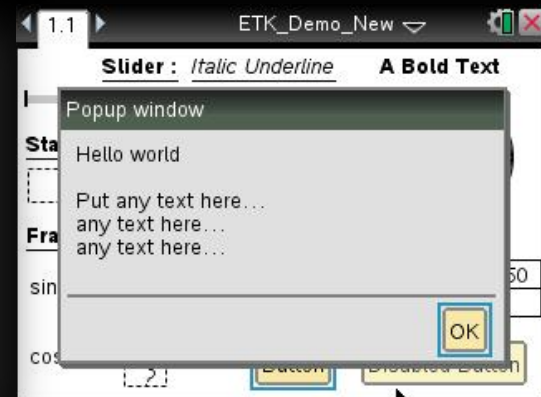 1.1 ETK_Demo_New
Slider : Italic Underline A Bold Text
Popup window
Sta
Hello world
Put any text here...
any text here...
any text here...
Fra
sin
50
OK
cos
?
Button Disabled Button